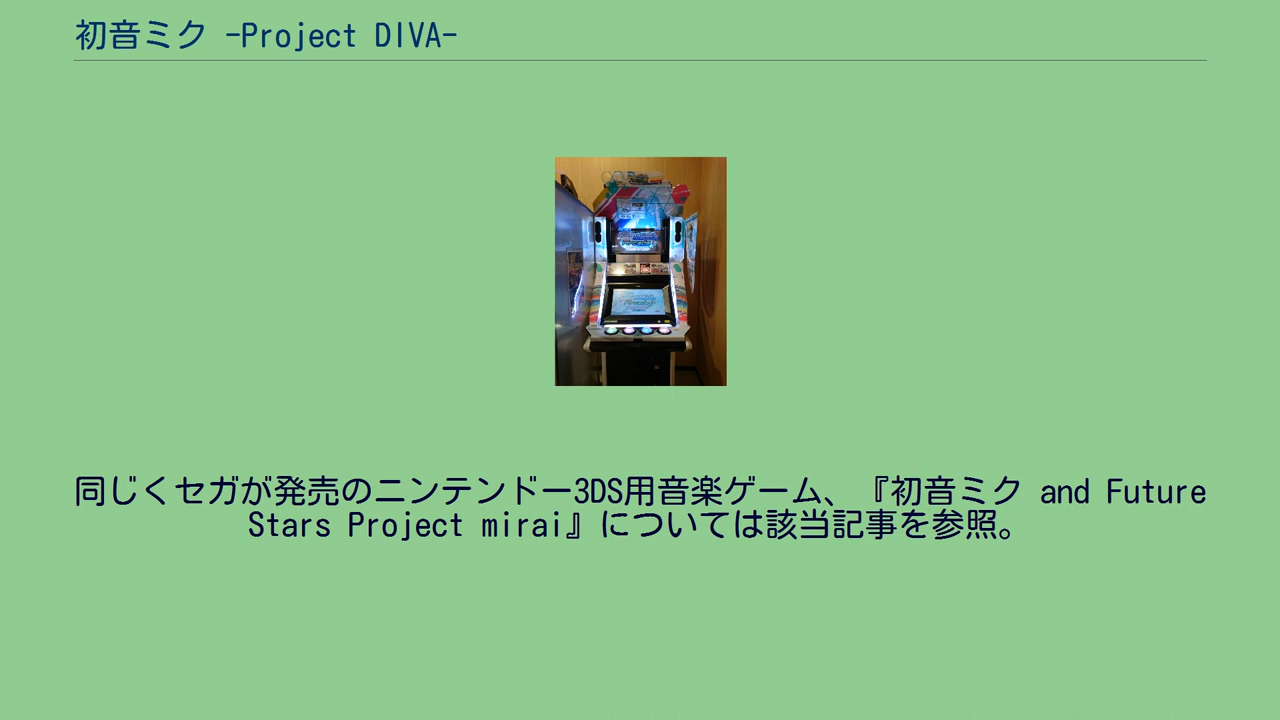 初音ミク -Project DIVA-
同じくセガが発売のニンテンドー3DS用音楽ゲーム、『初音ミク and Future
Stars Project mirai』については該当記事を参照。